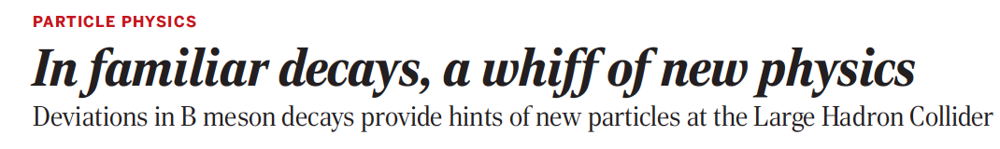 PARTICLE PHYSICS
In familiar decays, a whiff of new physics
Deviations in B meson decays provide hints of new particles at the Large Hadron Collider